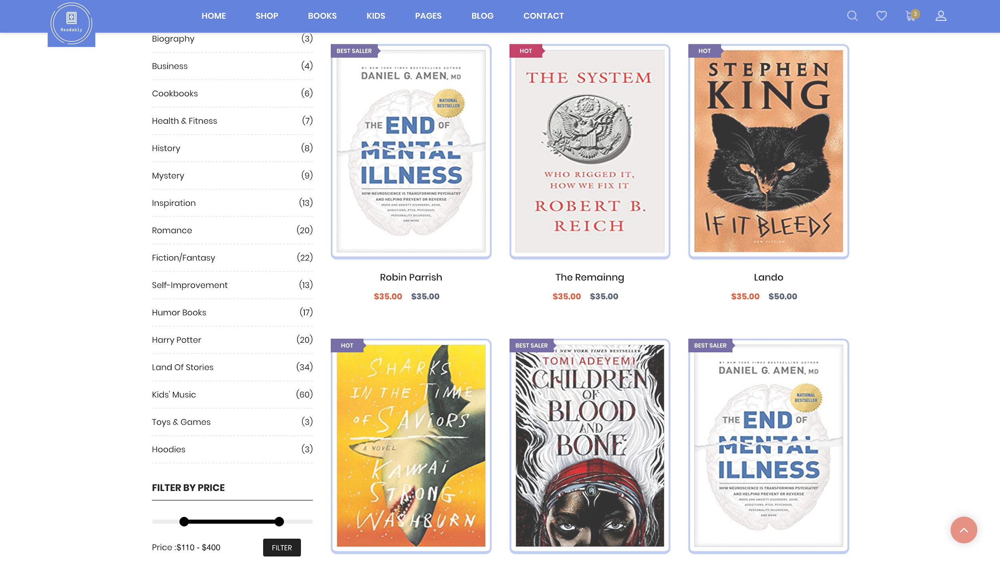 Readably
HOME
SHOP
BOOKS
KIDS
PAGES
BLOG
CONTACT
3
Biography (3)
Business (4)
Cookbooks (6)
Health & Fitness (7)
History (8)
Mystery (9)
Inspiration (13)
Romance (20)
Fiction/Fantasy (22)
Self-Improvement (13)
Humor Books (17)
Harry Potter (20)
Land Of Stories (34)
Kids' Music (60)
Toys & Games (3)
Hoodies (3)
FILTER BY PRICE
Price :$110 - $400
FILTER
BEST SALLER
#1 NEW YORK TIMES BESTSELLING AUTHOR
DANIEL G. AMEN, MD
NATIONAL
BESTSELLER
THE END OF
MENTAL
ILLNESS
HOW NEUROSCIENCE IS TRANSFORMING PSYCHIATRY
AND HELPING PREVENT OR REVERSE
MOOD AND ANXIETY DISORDERS, ADHD,
ADDICTIONS, PTSD, PSYCHOSIS,
PERSONALITY DISORDERS,
AND MORE
Robin Parrish
$35.00 $35.00
HOT
THE SYSTEM
WHO RIGGED IT,
HOW WE FIX IT
ROBERT B.
REICH
The Remainng
$35.00 $35.00
HOT
STEPHEN
KING
IF IT BLEEDS
NEW FICTION
Lando
$35.00 $50.00
HOT
SHARKS
IN THE TIME
OF SAViORS
A NOVEL
KAWAi
STRONG
WASHBURN
BEST SALER
1 NEW YORK TIMES BESTSELLER
TOMI ADEYEMI
CHILDREN
OF
BLOOD
AND
BONE
BEST SALER
#1 NEW YORK TIMES BESTSELLING AUTHOR
DANIEL G. AMEN, MD
NATIONAL
BESTSELLER
THE END OF
MENTAL
ILLNESS
HOW NEUROSCIENCE IS TRANSFORMING PSYCHIATRY
AND HELPING PREVENT OR REVERSE
MOOD AND ANXIETY DISORDERS, ADHD,
ADDICTIONS, PTSD, PSYCHOSIS,
PERSONALITY DISORDERS,
AND MORE